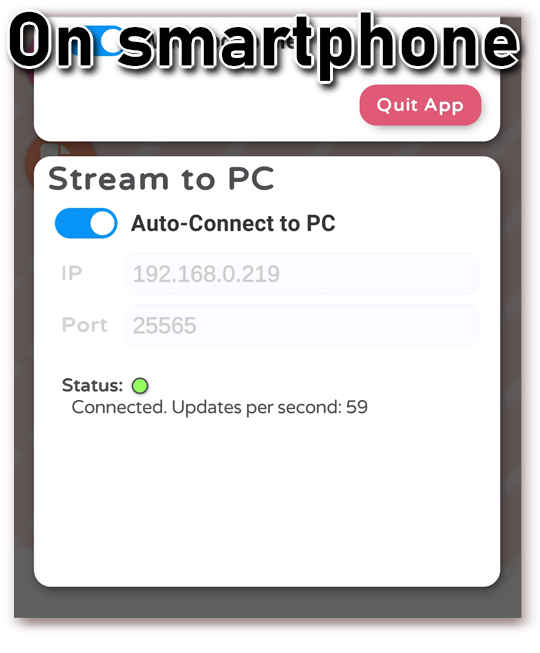 On smartphone
Quit App
Stream to PC
Auto-Connect to PC
IP 192.168.0.219
Port 25565
Status:
Connected. Updates per second: 59